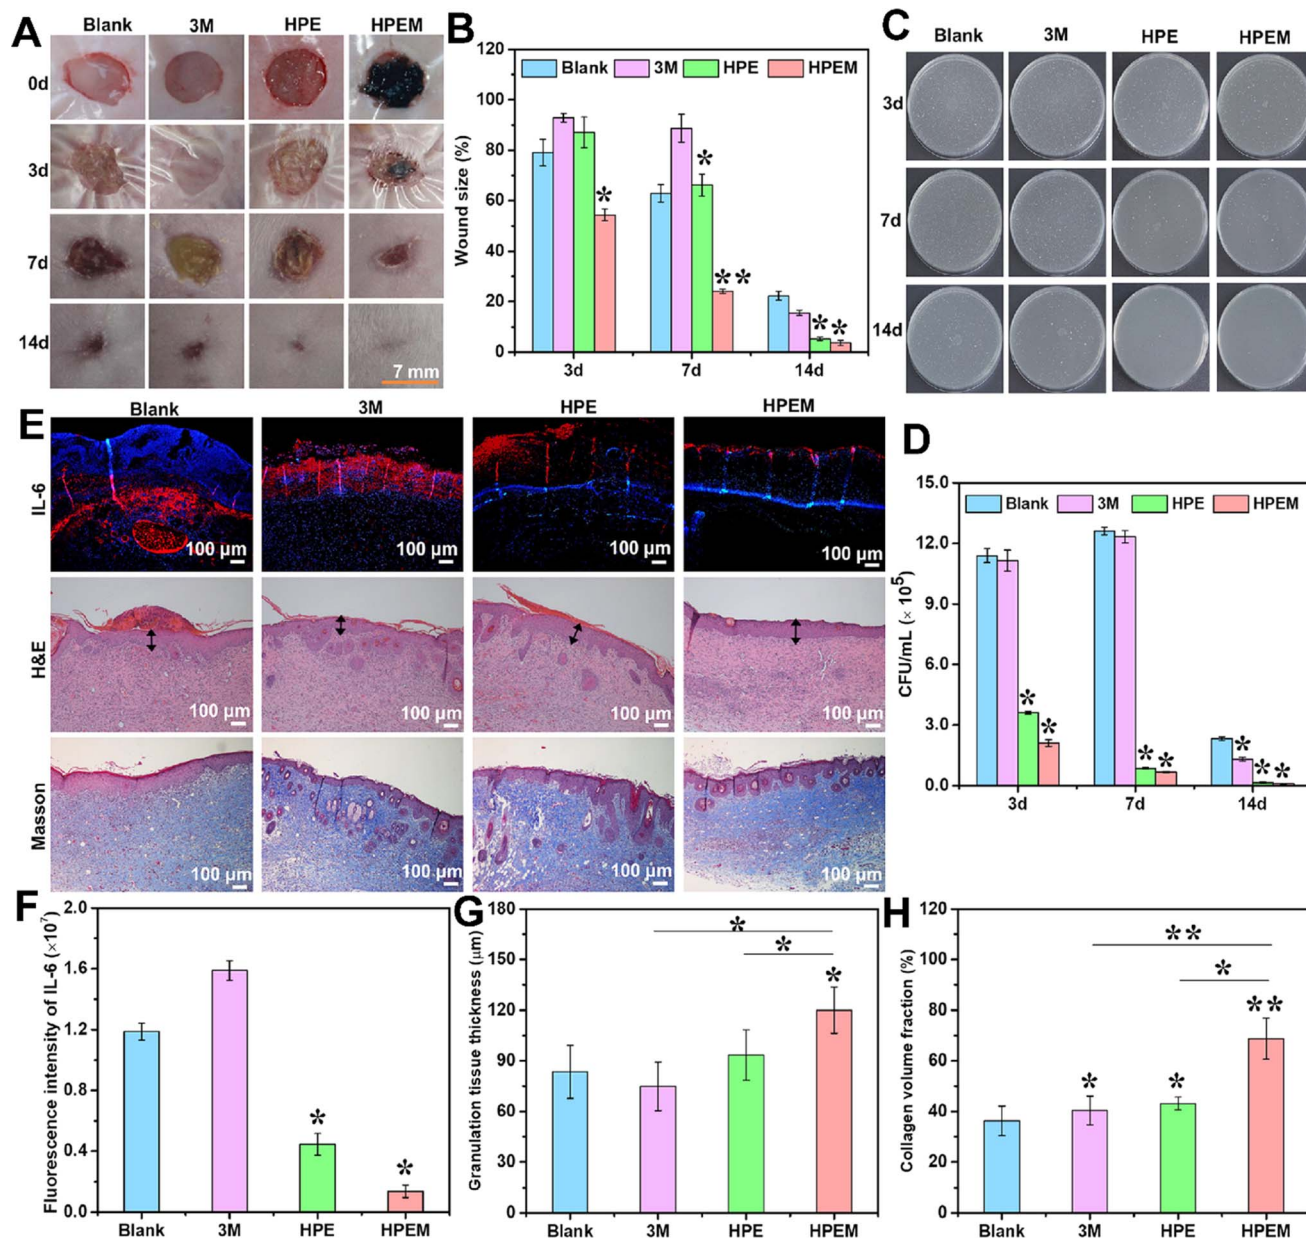 A
Blank 3M HPE HPEM
0d
3d
7d
14d
7 mm
B
120
100
80
60
40
20
0
Wound size (%)
Blank 3M HPE HPEM
*
*
**
* *
3d 7d 14d
C
Blank 3M HPE HPEM
3d
7d
14d
E
Blank 3M HPE HPEM
IL-6
100 μm 100 μm 100 μm 100 μm
H&E
100 μm 100 μm 100 μm 100 μm
Masson
100 μm 100 μm 100 μm 100 μm
D
15.0
12.0
9.0
6.0
3.0
0.0
CFU/mL (× 10⁵)
Blank 3M HPE HPEM
* *
* *
* * *
3d 7d 14d
F
2.0
1.6
1.2
0.8
0.4
0.0
Fluorescence intensity of IL-6 (×10⁷)
* *
Blank 3M HPE HPEM
G
180
150
120
90
60
30
0
Granulation tissue thickness (μm)
*
*
*
Blank 3M HPE HPEM
H
120
100
80
60
40
20
0
Collagen volume fraction (%)
**
*
* * **
Blank 3M HPE HPEM